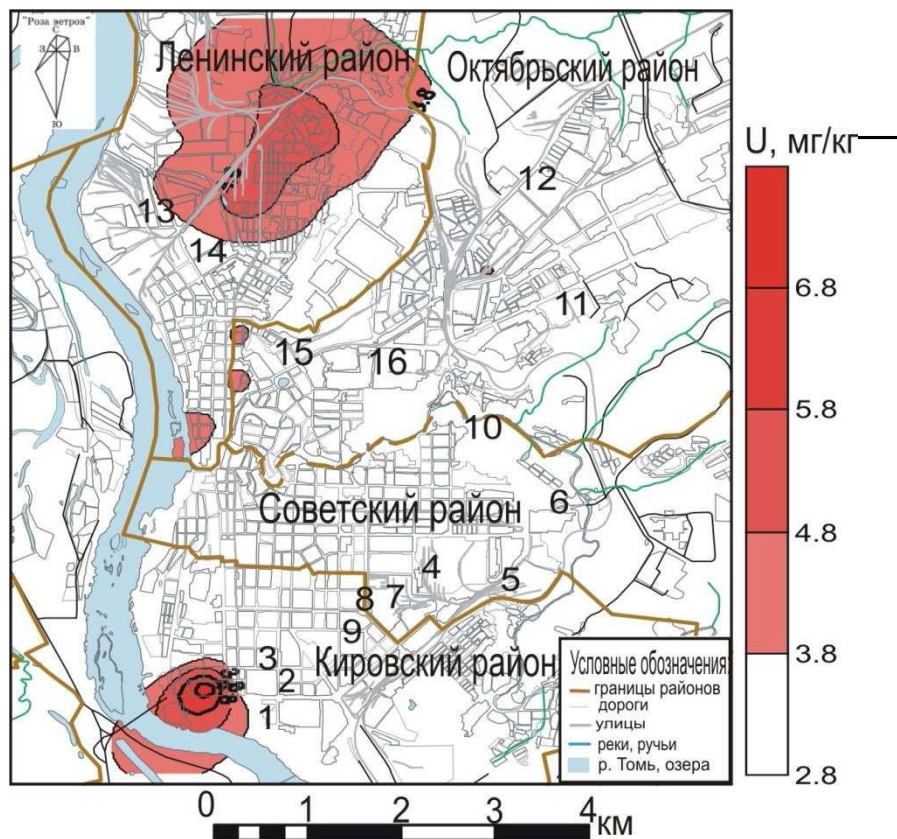 "Роза ветров"
С
З В
Ю
Ленинский район
Октябрьский район
U, мг/кг
12
13
14
6.8
11
15
16
5.8
10
6
Советский район
4.8
4
5
8 7
9
3.8
3
Кировский район
2
1
Условные обозначения:
границы районов
дороги
улицы
реки, ручьи
р. Томь, озера
2.8
0 1 2 3 4
км